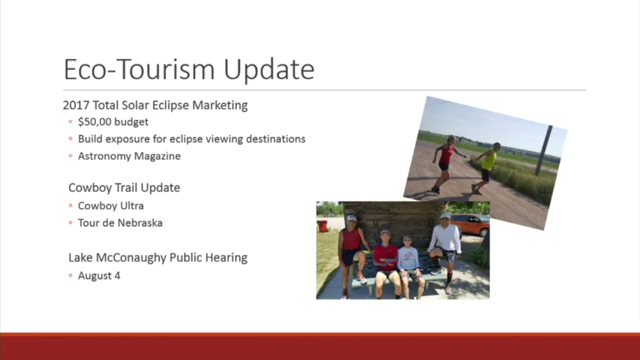 Eco-Tourism Update
2017 Total Solar Eclipse Marketing
$50,00 budget
Build exposure for eclipse viewing destinations
Astronomy Magazine
Cowboy Trail Update
Cowboy Ultra
Tour de Nebraska
Lake McConaughy Public Hearing
August 4